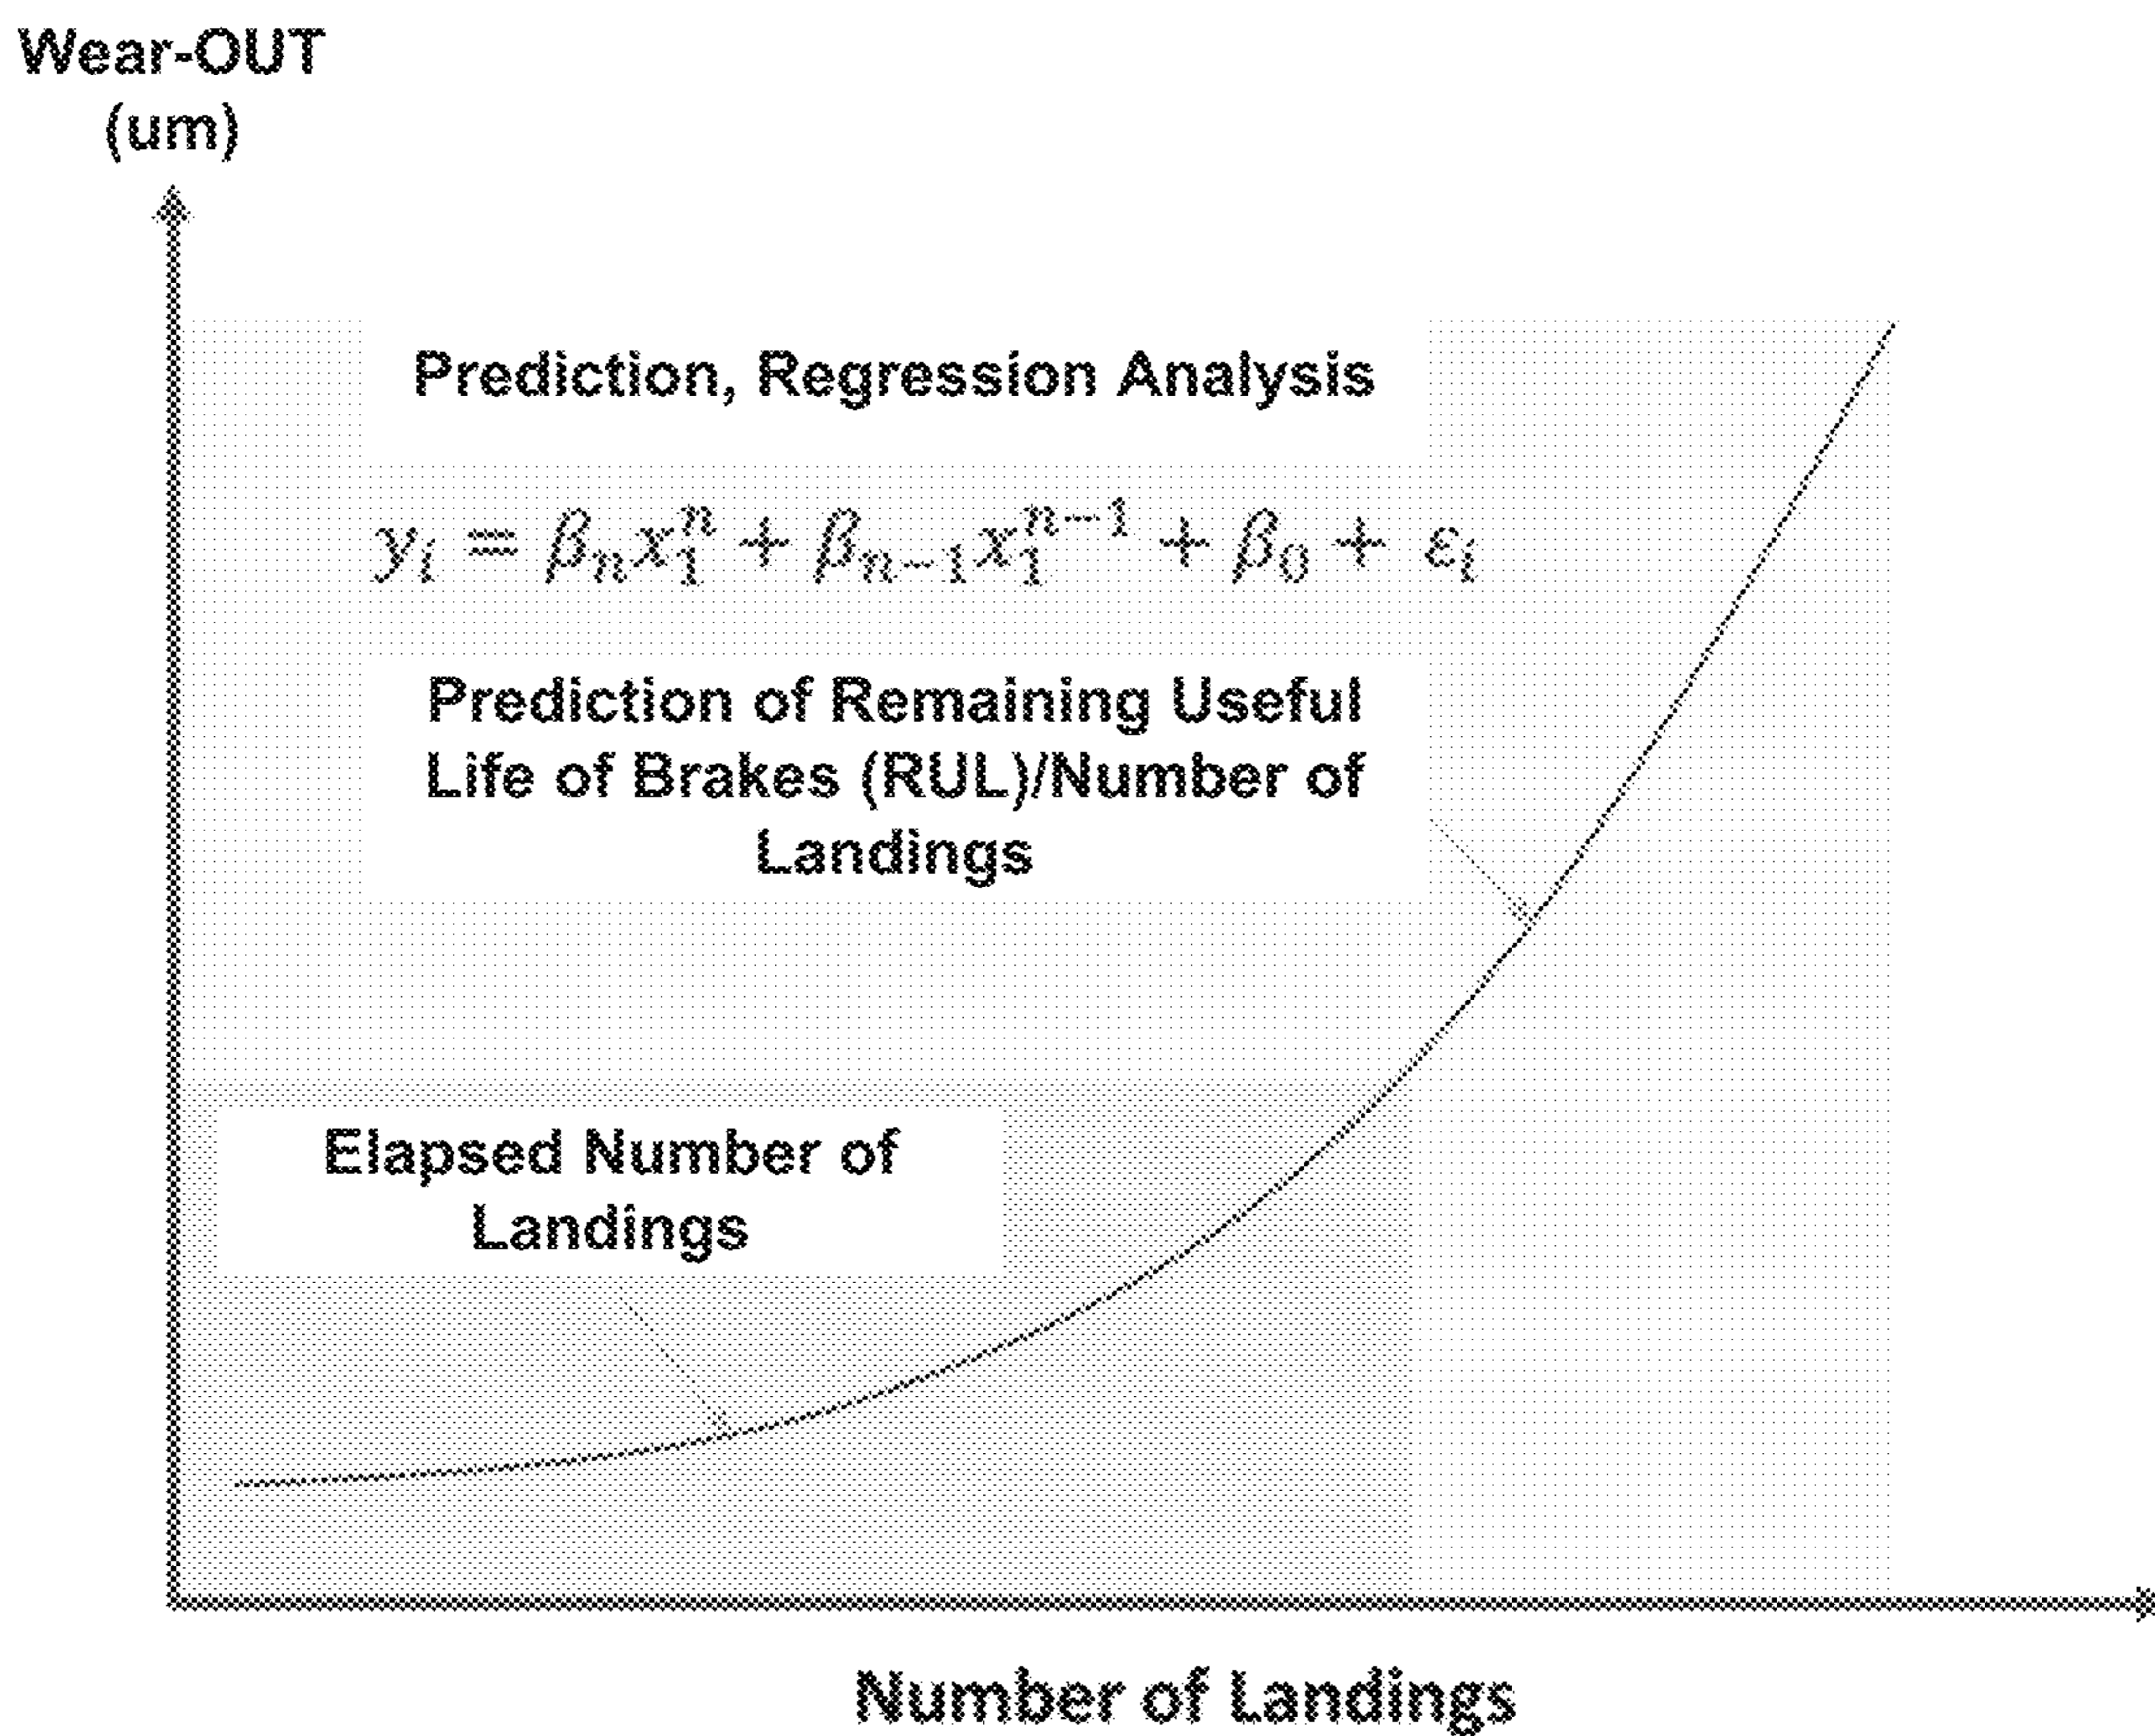 Wear-OUT
(um)
Prediction, Regression Analysis
yᵢ = βₙx₁ⁿ + βₙ₋₁x₁ⁿ⁻¹ + β₀ + εᵢ
Prediction of Remaining Useful
Life of Brakes (RUL)/Number of
Landings
Elapsed Number of
Landings
Number of Landings